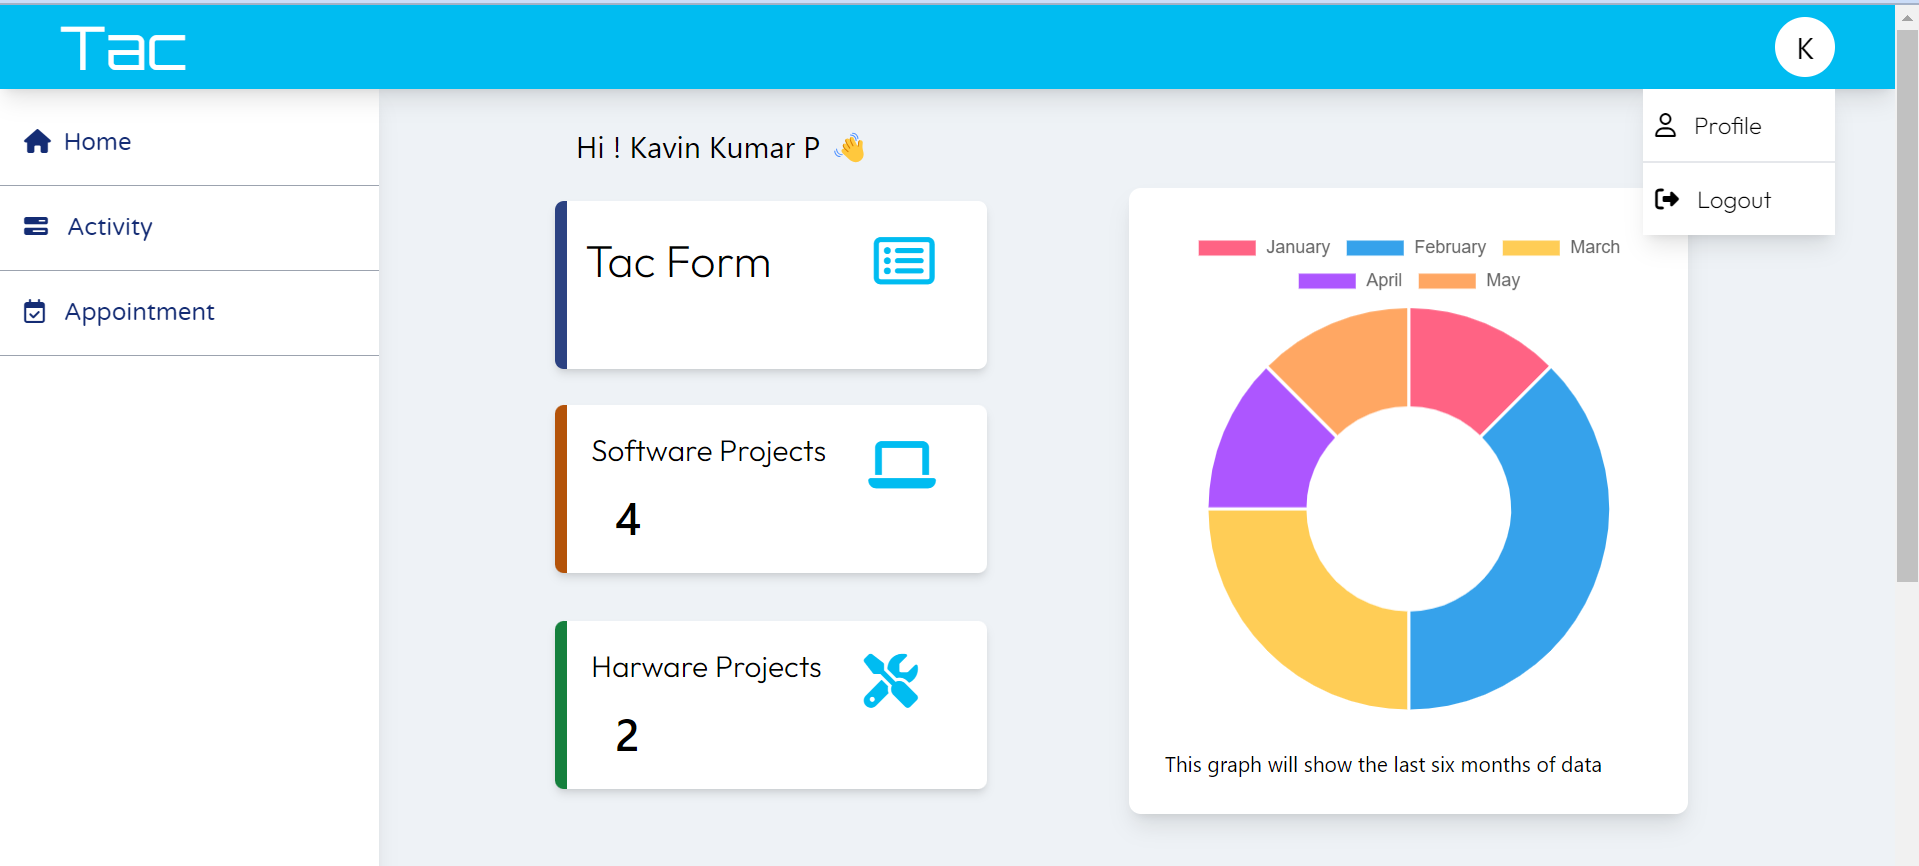 Tac
K
Profile
Logout
Home
Activity
Appointment
Hi ! Kavin Kumar P 👋
Tac Form
Software Projects
4
Harware Projects
2
January February March
April May
This graph will show the last six months of data